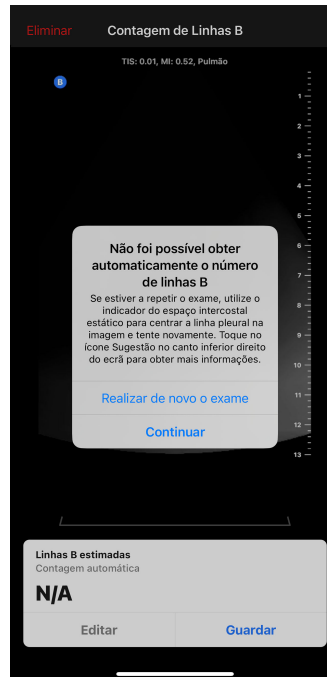 Eliminar
Contagem de Linhas B
TIS: 0.01, MI: 0.52, Pulmão
B
1
2
3
4
5
6
7
8
9
10
11
12
13
Não foi possível obter
automaticamente o número
de linhas B
Se estiver a repetir o exame, utilize o
indicador do espaço intercostal
estático para centrar a linha pleural na
imagem e tente novamente. Toque no
ícone Sugestão no canto inferior direito
do ecrã para obter mais informações.
Realizar de novo o exame
Continuar
Linhas B estimadas
Contagem automática
N/A
Editar
Guardar